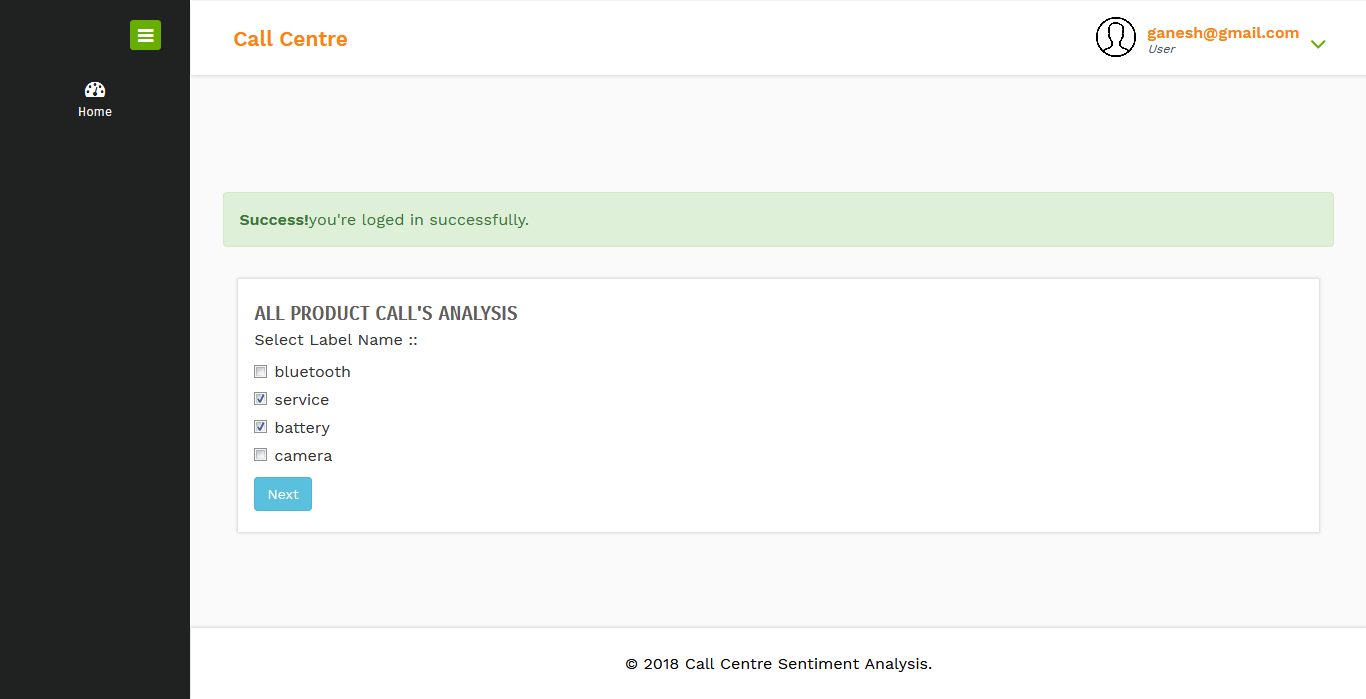 Call Centre
ganesh@gmail.com
User
Home
Success!you're loged in successfully.
ALL PRODUCT CALL'S ANALYSIS
Select Label Name ::
bluetooth
service
battery
camera
Next
© 2018 Call Centre Sentiment Analysis.